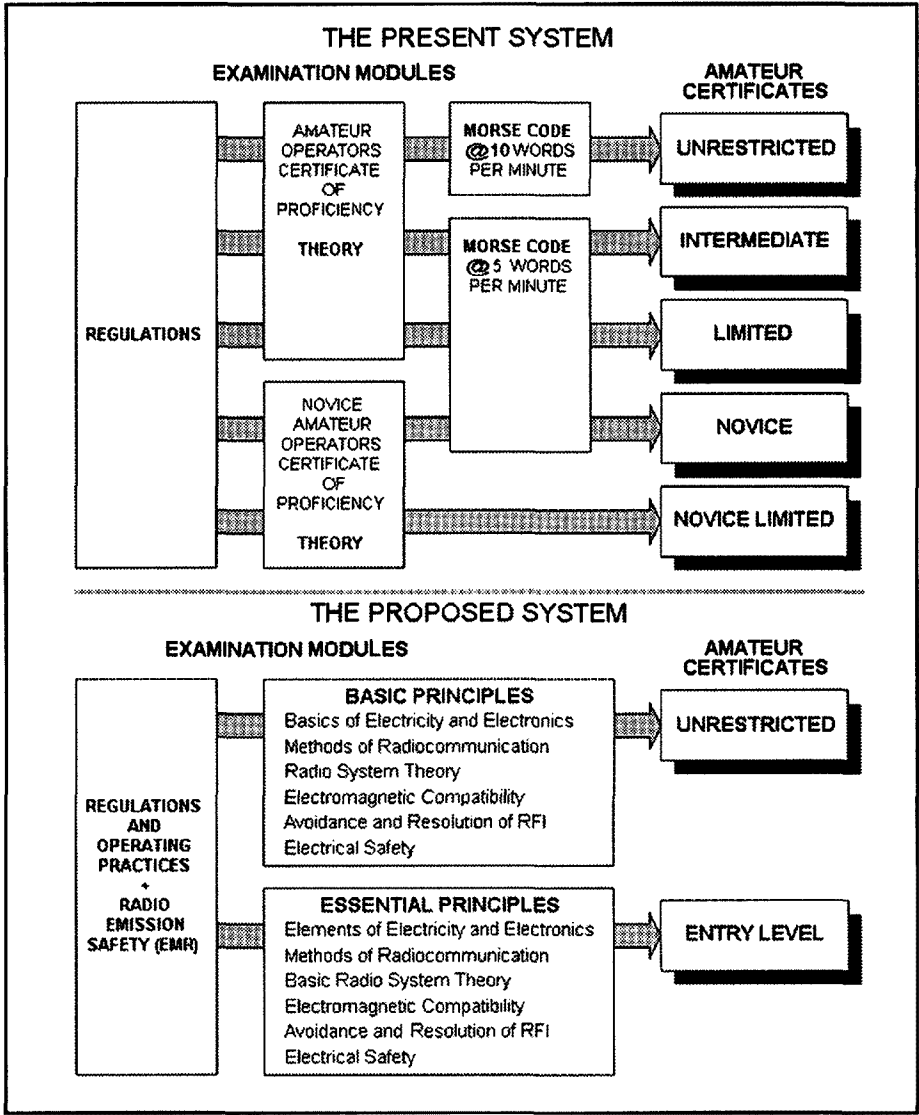 THE PRESENT SYSTEM
EXAMINATION MODULES
AMATEUR
CERTIFICATES
REGULATIONS
AMATEUR
OPERATORS
CERTIFICATE
OF
PROFICIENCY
THEORY
MORSE CODE
@ 10 WORDS
PER MINUTE
UNRESTRICTED
MORSE CODE
@ 5 WORDS
PER MINUTE
INTERMEDIATE
LIMITED
NOVICE
AMATEUR
OPERATORS
CERTIFICATE
OF
PROFICIENCY
THEORY
NOVICE
NOVICE LIMITED
THE PROPOSED SYSTEM
EXAMINATION MODULES
AMATEUR
CERTIFICATES
REGULATIONS
AND
OPERATING
PRACTICES
+
RADIO
EMISSION
SAFETY (EMR)
BASIC PRINCIPLES
Basics of Electricity and Electronics
Methods of Radiocommunication
Radio System Theory
Electromagnetic Compatibility
Avoidance and Resolution of RFI
Electrical Safety
UNRESTRICTED
ESSENTIAL PRINCIPLES
Elements of Electricity and Electronics
Methods of Radiocommunication
Basic Radio System Theory
Electromagnetic Compatibility
Avoidance and Resolution of RFI
Electrical Safety
ENTRY LEVEL